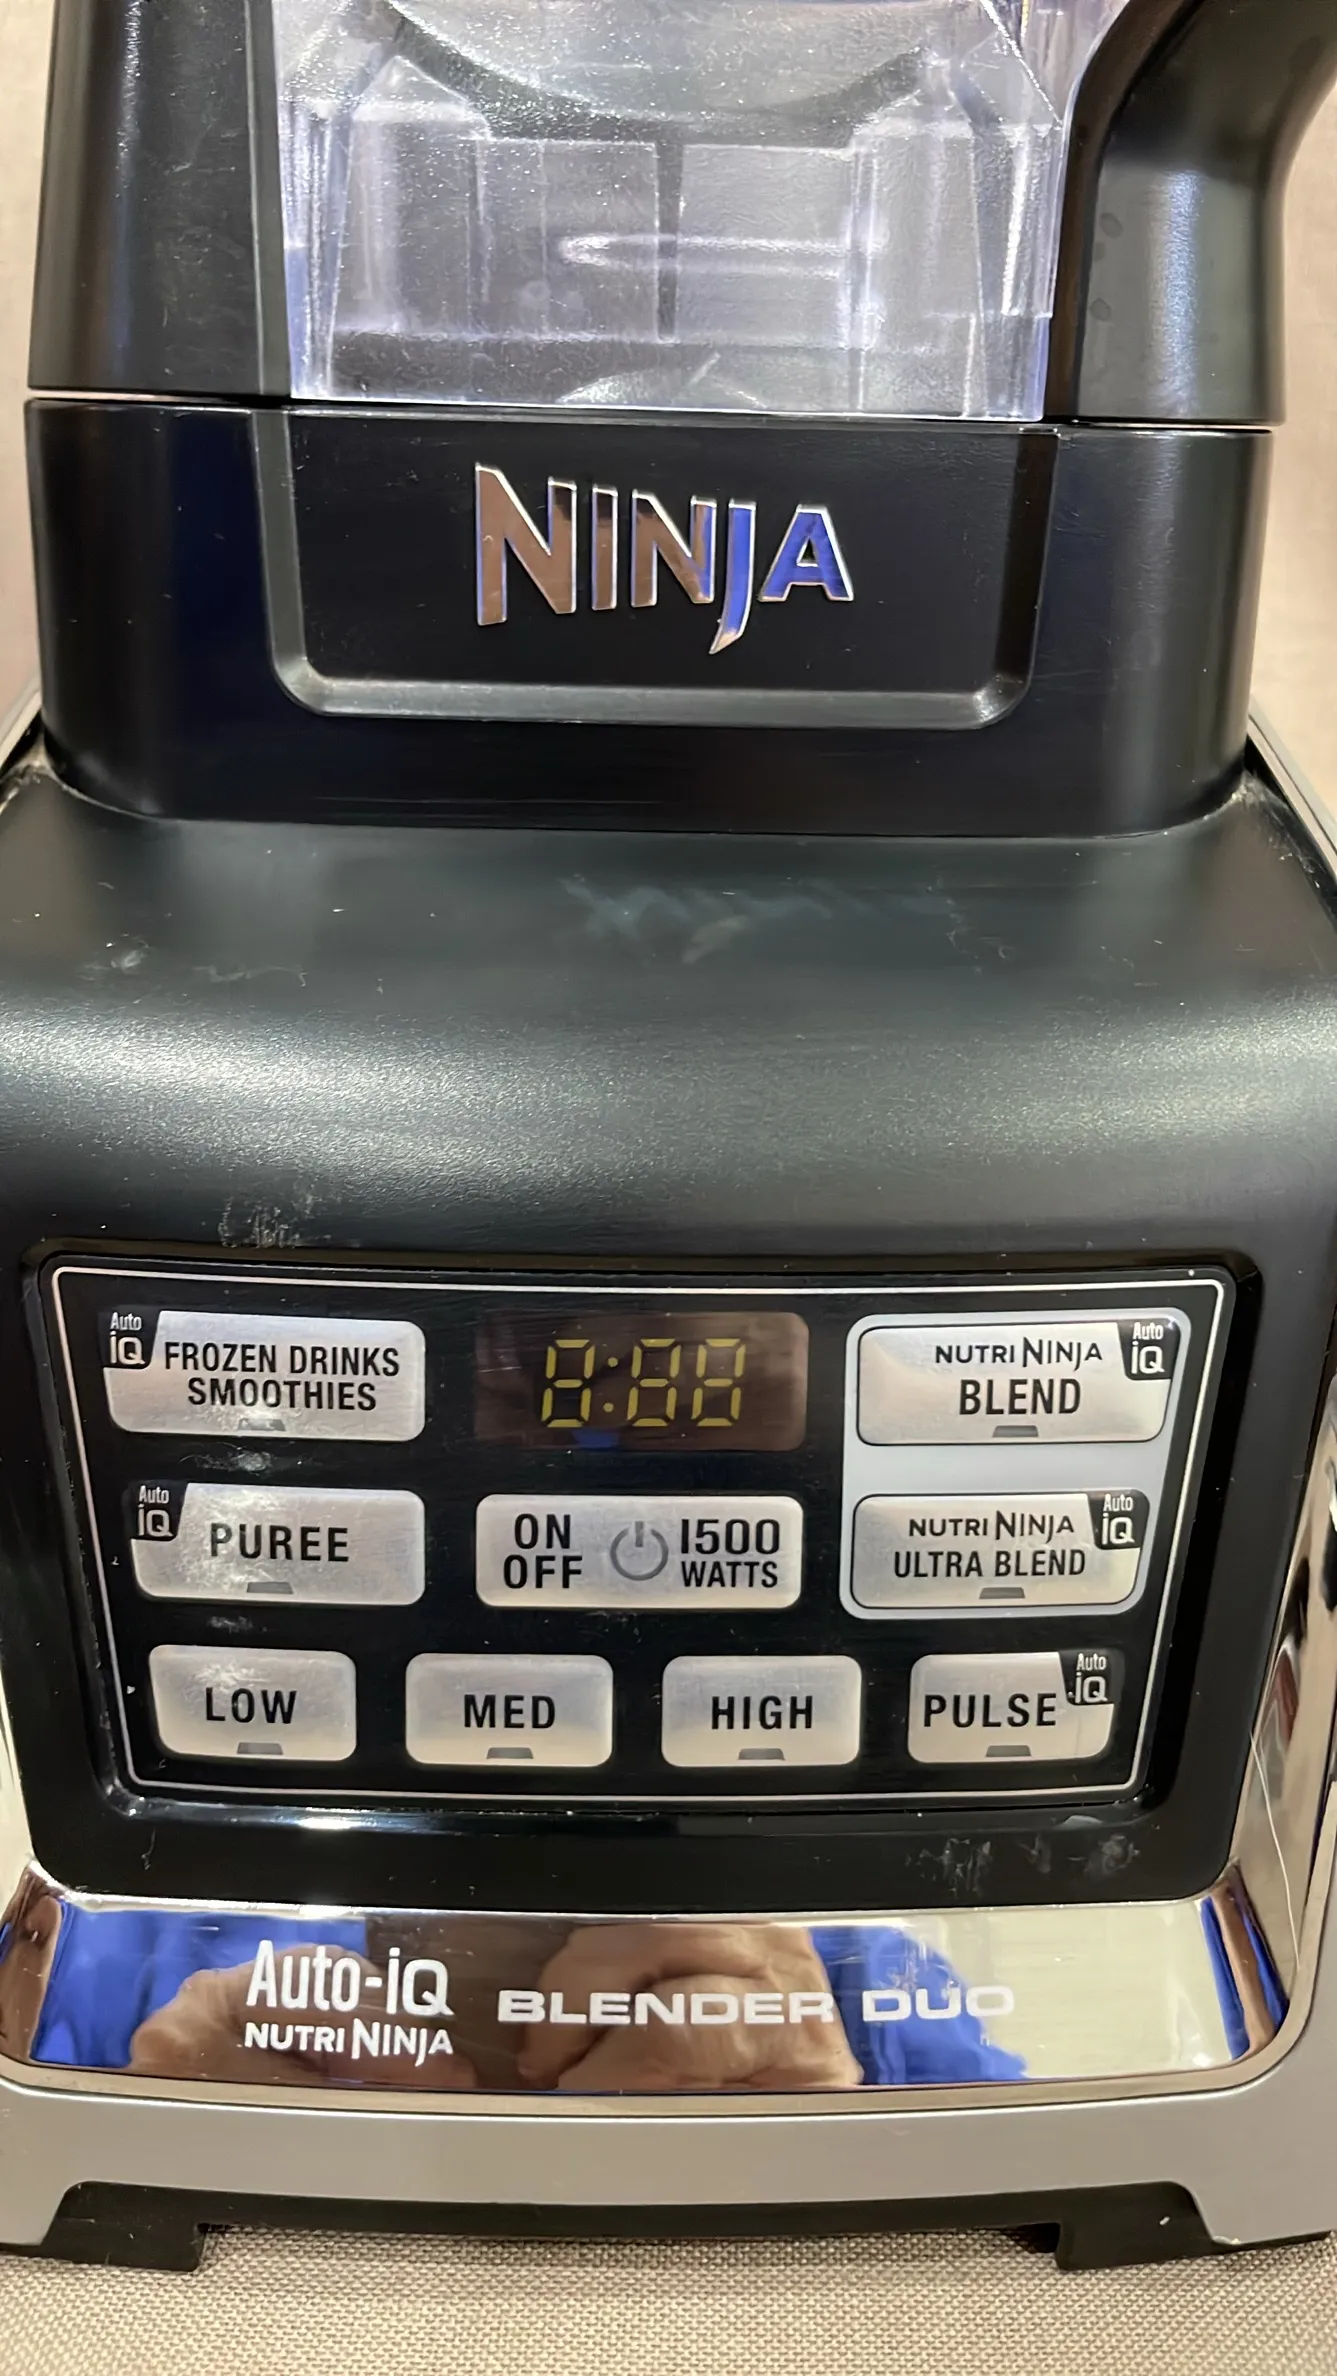 NINJA
Auto
iQ
FROZEN DRINKS
SMOOTHIES
8:88
NUTRI NINJA
BLEND
Auto
iQ
Auto
iQ
PUREE
ON
OFF
1500
WATTS
NUTRI NINJA
ULTRA BLEND
Auto
iQ
LOW
MED
HIGH
PULSE
Auto
iQ
Auto-iQ
NUTRI NINJA
BLENDER DUO